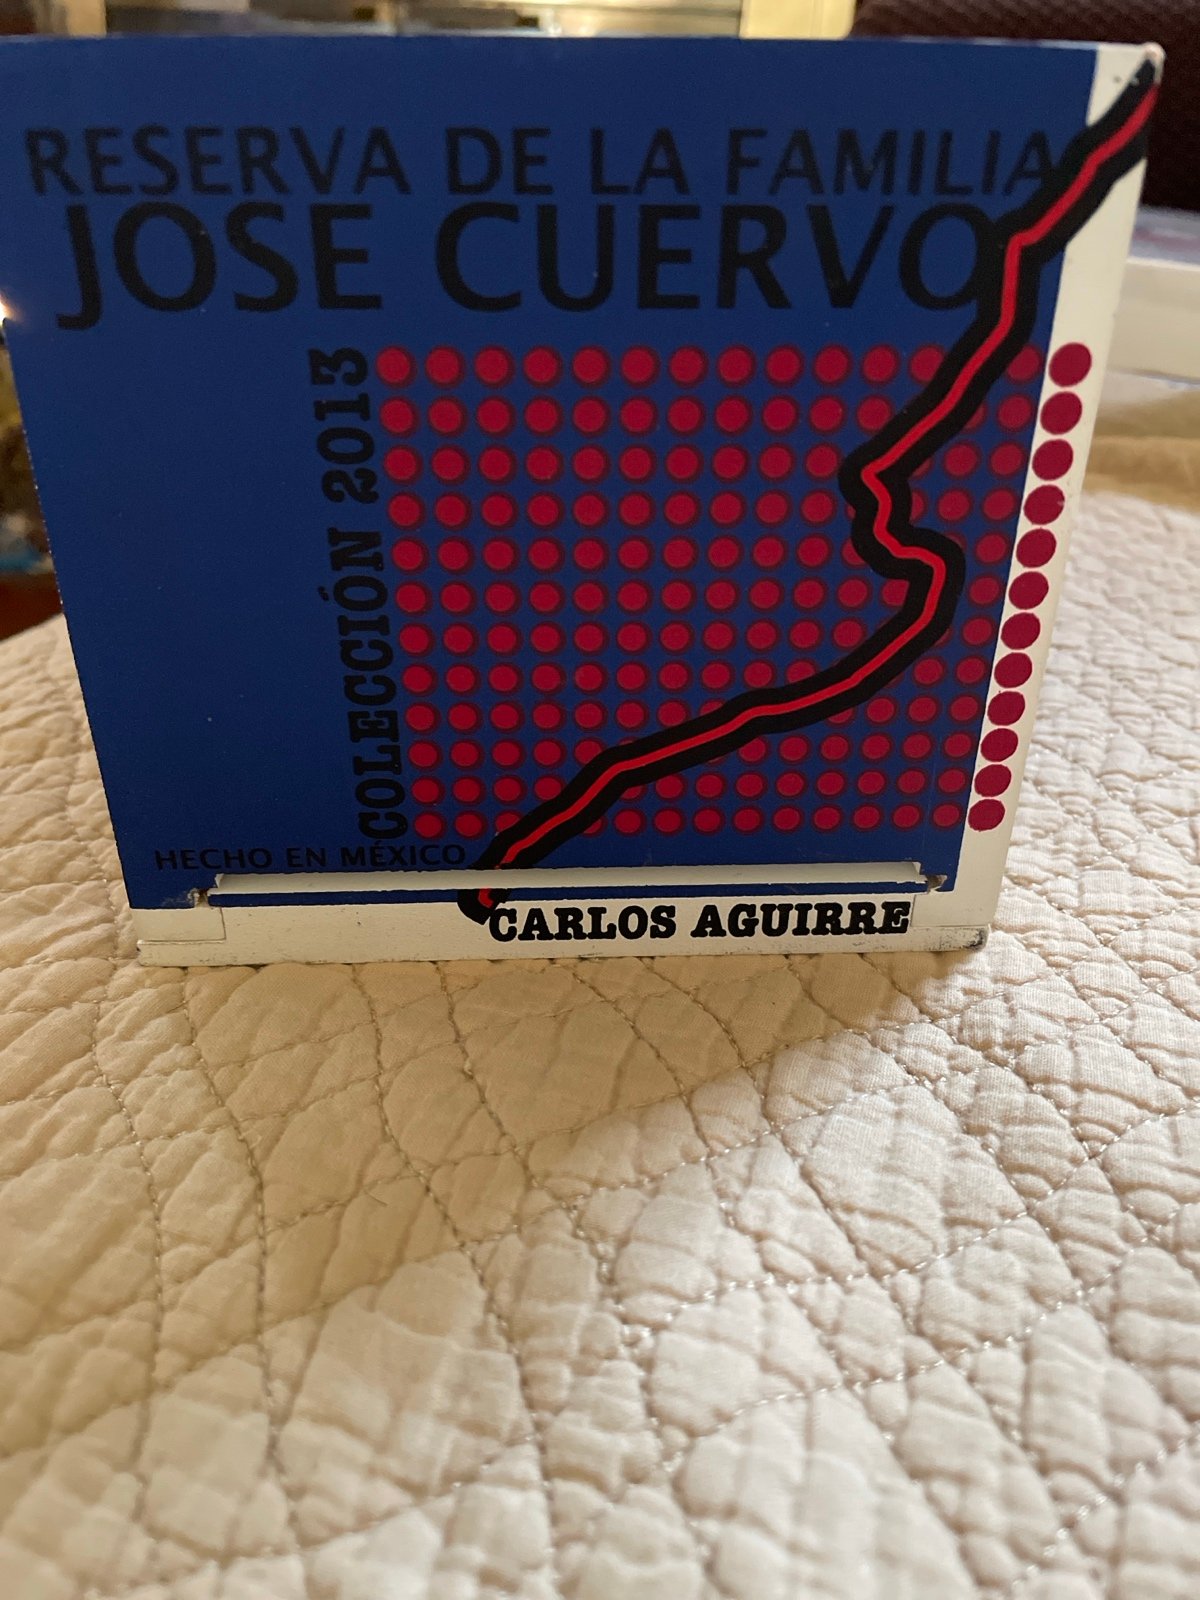 RESERVA DE LA FAMILIA
JOSE CUERVO
COLECCIÓN 2013
HECHO EN MÉXICO
CARLOS AGUIRRE